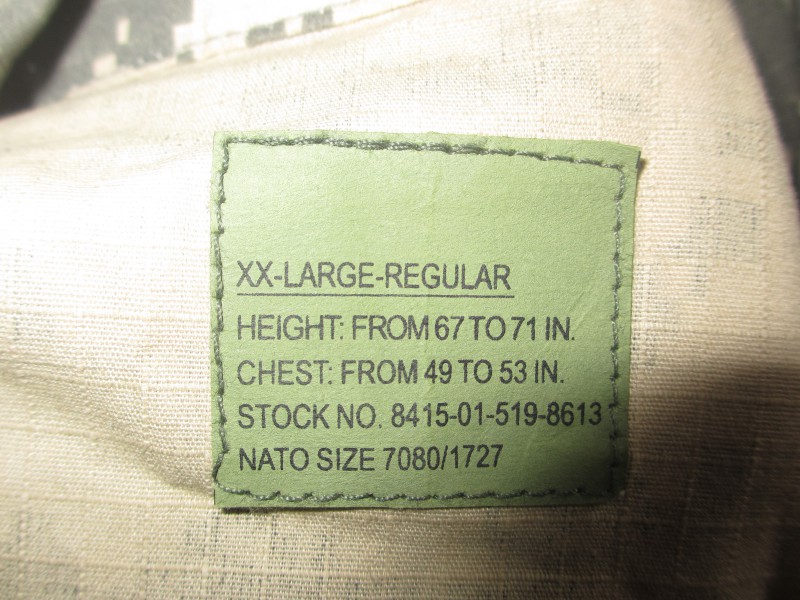 XX-LARGE-REGULAR
HEIGHT: FROM 67 TO 71 IN.
CHEST: FROM 49 TO 53 IN.
STOCK NO. 8415-01-519-8613
NATO SIZE 7080/1727